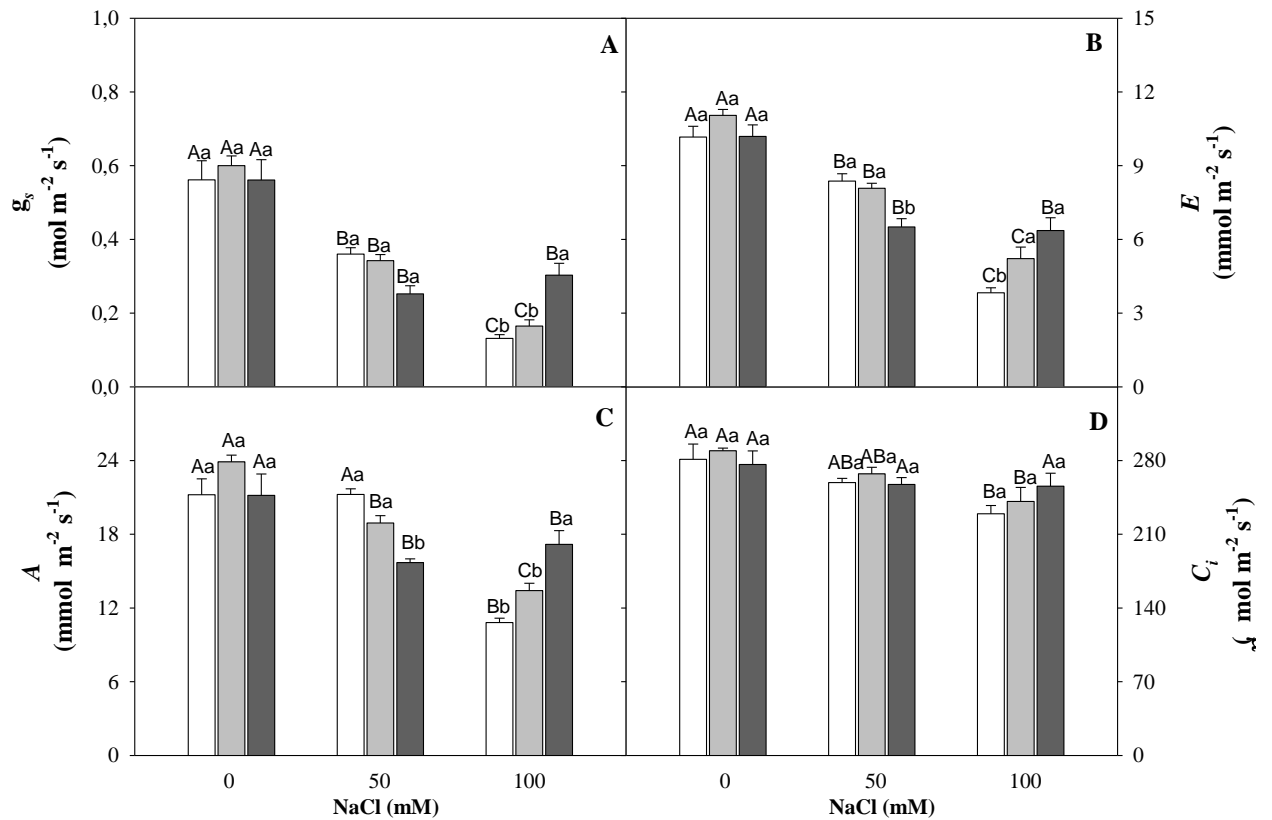 1,0
0,8
0,6
0,4
0,2
0,0
g_s
(mol m⁻² s⁻¹)
A
Aa Aa Aa
Ba Ba Ba
Cb Cb Ba
B
Aa Aa Aa
Ba Ba Bb
Cb Ca Ba
15
12
9
6
3
0
E
(mmol m⁻² s⁻¹)
24
18
12
6
0
A
(mmol m⁻² s⁻¹)
C
Aa Aa Aa
Aa Ba Bb
Bb Cb Ba
0 50 100
NaCl (mM)
D
Aa Aa Aa
ABa ABa Aa
Ba Ba Aa
0 50 100
NaCl (mM)
280
210
140
70
0
C_i
mol m⁻² s⁻¹)